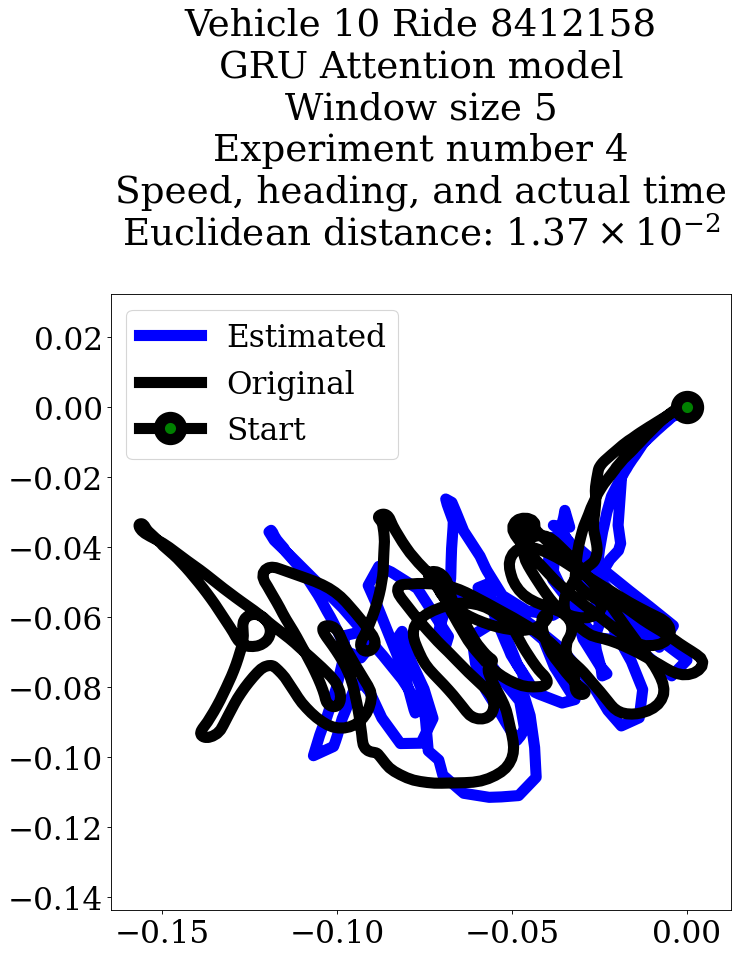 Vehicle 10 Ride 8412158
GRU Attention model
Window size 5
Experiment number 4
Speed, heading, and actual time
Euclidean distance: 1.37 × 10⁻²
Estimated
Original
Start
0.02
0.00
−0.02
−0.04
−0.06
−0.08
−0.10
−0.12
−0.14
−0.15
−0.10
−0.05
0.00